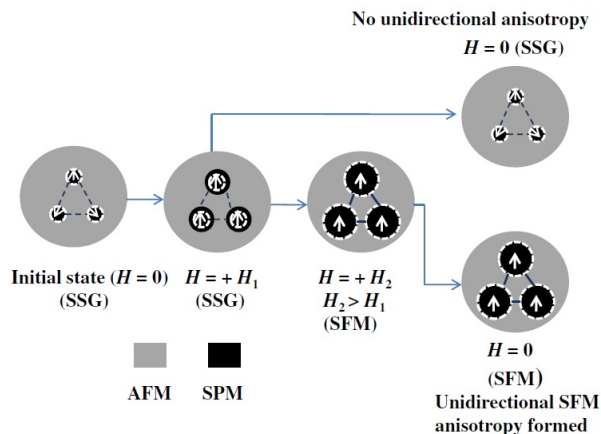 No unidirectional anisotropy
H = 0 (SSG)
Initial state (H = 0)
(SSG)
H = + H₁
(SSG)
H = + H₂
H₂ > H₁
(SFM)
H = 0
(SFM)
Unidirectional SFM
anisotropy formed
AFM
SPM